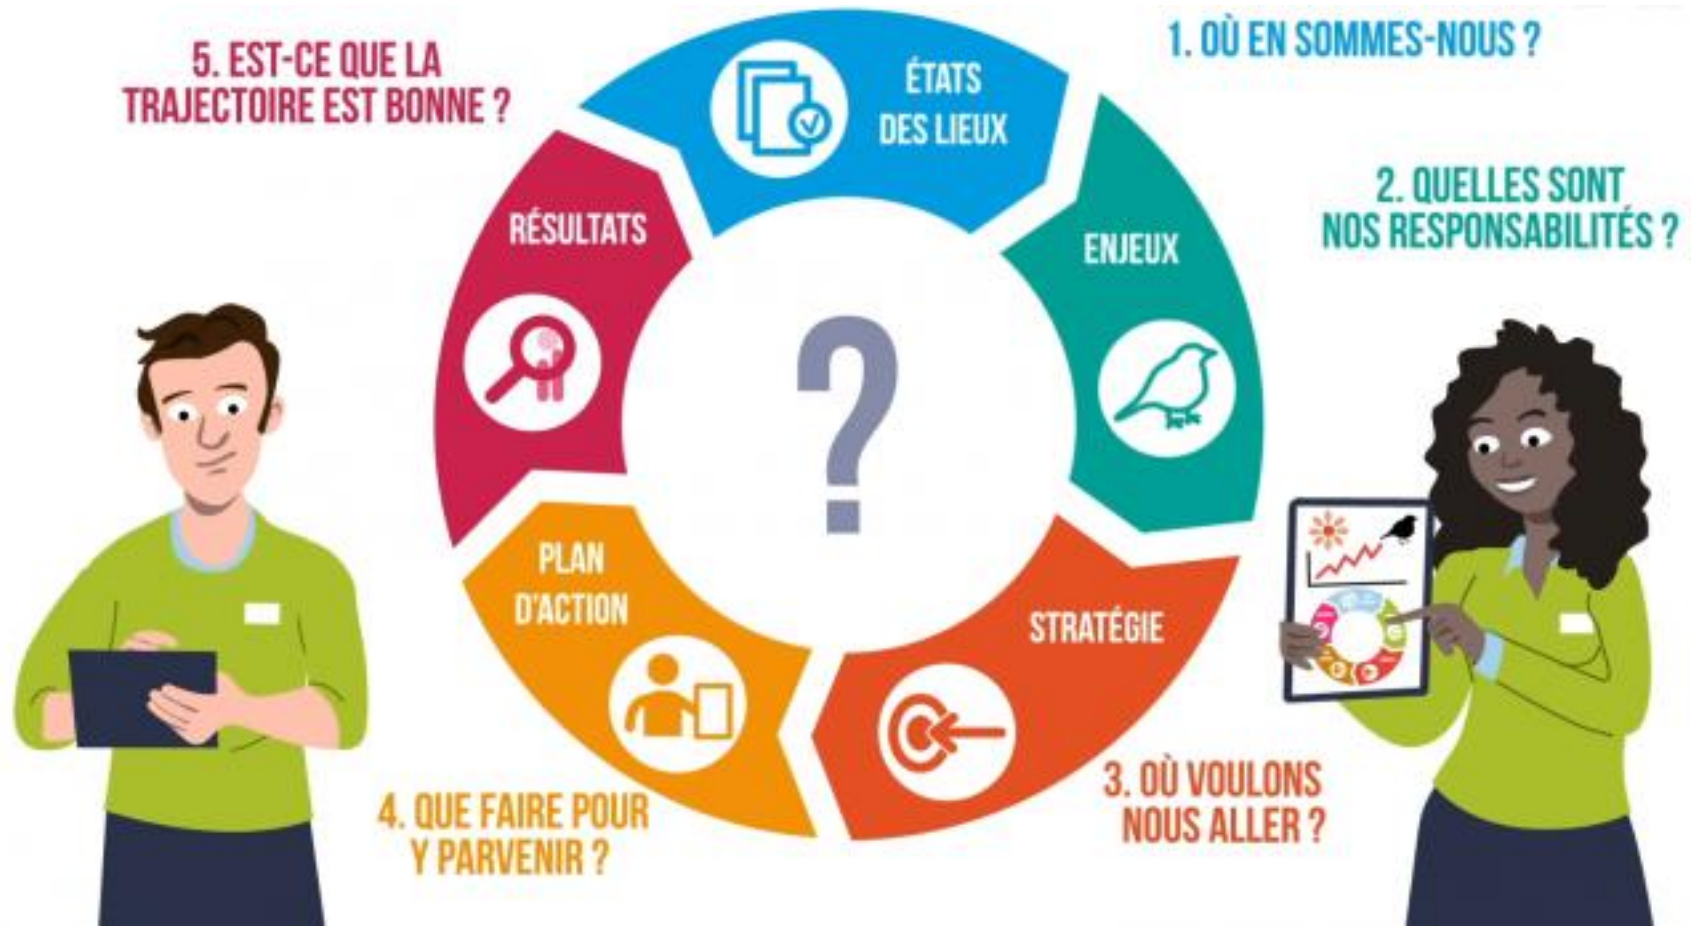 1. OÙ EN SOMMES-NOUS ?
ÉTATS
DES LIEUX
2. QUELLES SONT
NOS RESPONSABILITÉS ?
ENJEUX
3. OÙ VOULONS
NOUS ALLER ?
STRATÉGIE
4. QUE FAIRE POUR
Y PARVENIR ?
PLAN
D'ACTION
5. EST-CE QUE LA
TRAJECTOIRE EST BONNE ?
RÉSULTATS
?